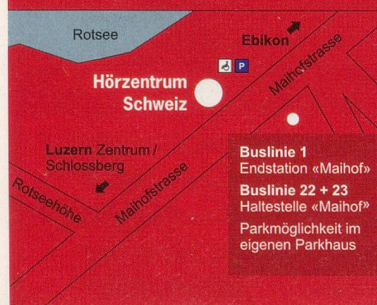 Rotsee
Ebikon
P
Maihofstrasse
Hörzentrum
Schweiz
Luzern Zentrum /
Schlossberg
Rotseehöhe
Maihofstrasse
Buslinie 1
Endstation «Maihof»
Buslinie 22 + 23
Haltestelle «Maihof»
Parkmöglichkeit im
eigenen Parkhaus